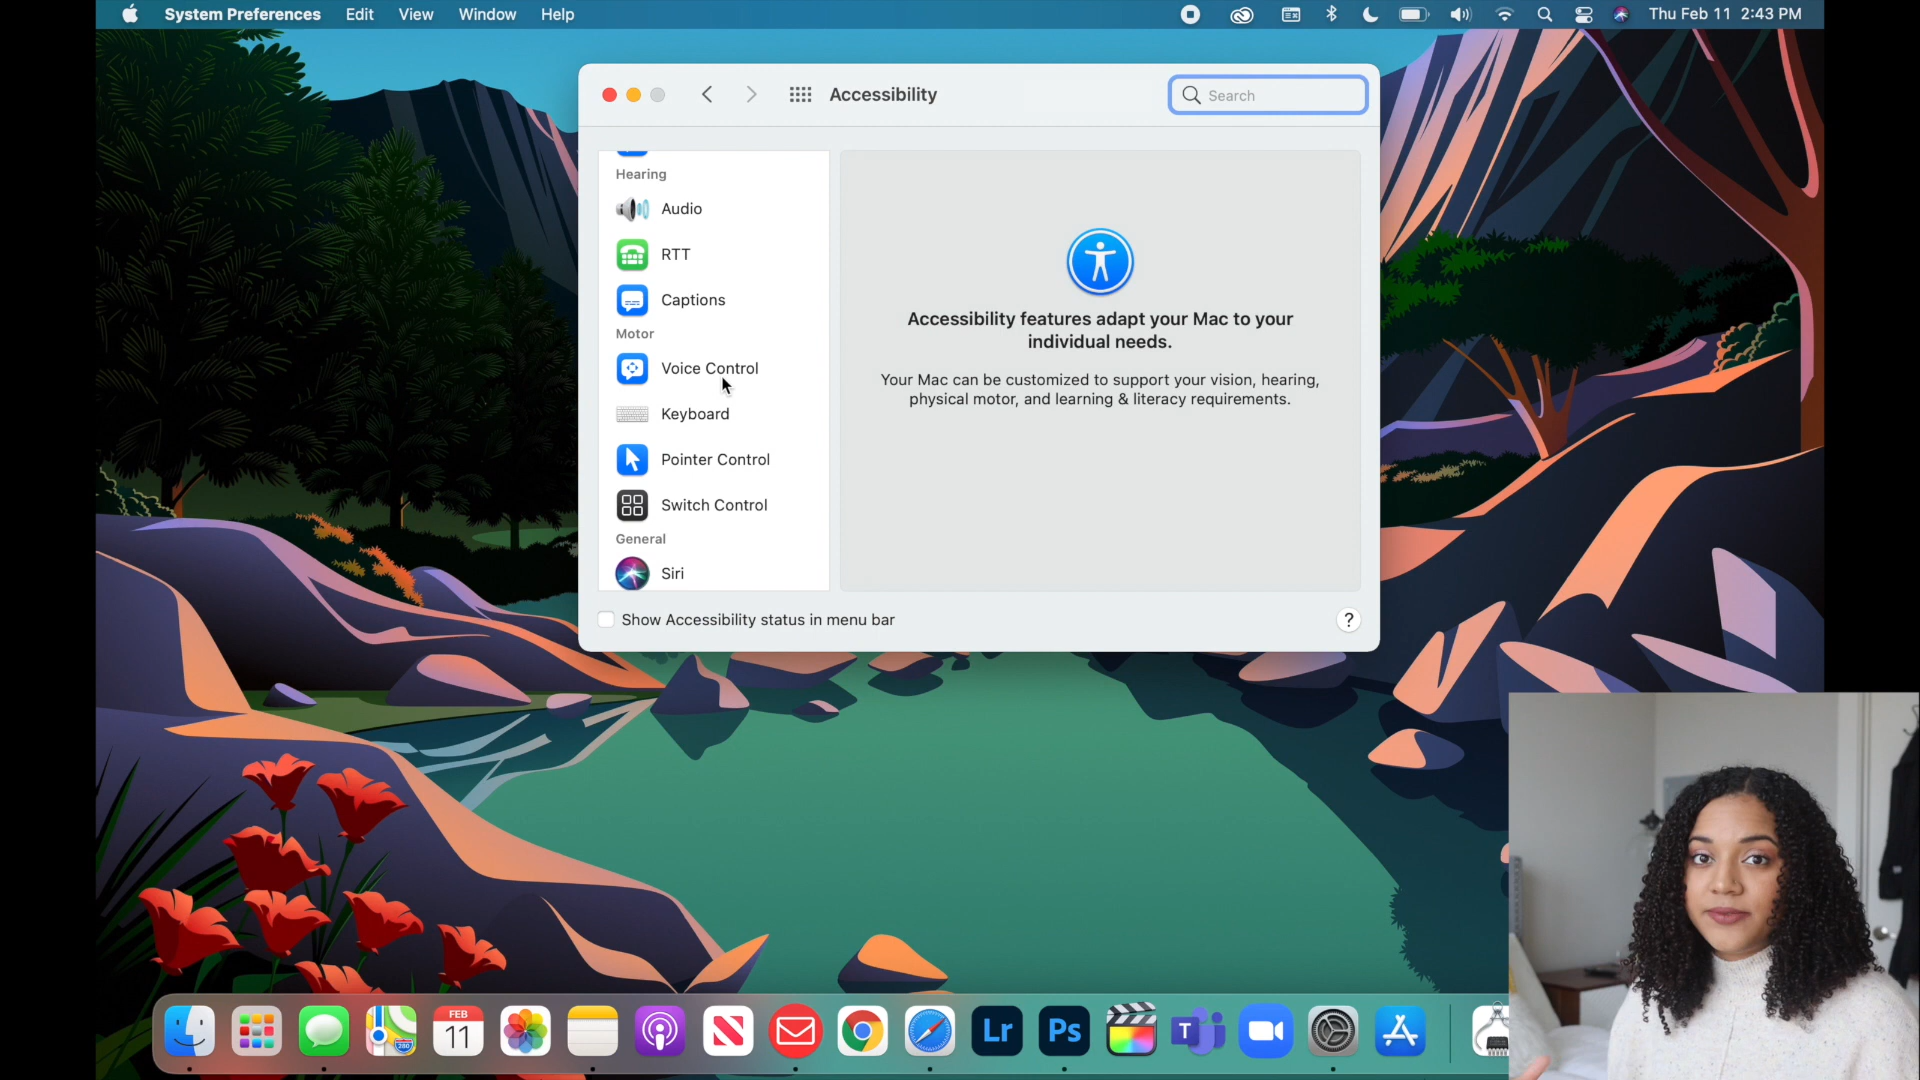 System Preferences Edit View Window Help Thu Feb 11 2:43 PM
Accessibility
Search
Hearing
Audio
RTT
Captions
Motor
Voice Control
Keyboard
Pointer Control
Switch Control
General
Siri
Accessibility features adapt your Mac to your
individual needs.
Your Mac can be customized to support your vision, hearing,
physical motor, and learning & literacy requirements.
Show Accessibility status in menu bar
?
FEB
11
280
Lr
Ps
T